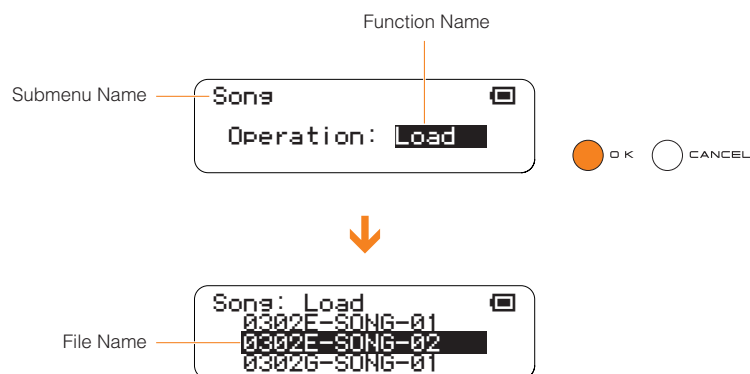 Function Name
Submenu Name
Song
Operation: Load
OK CANCEL
Song: Load
0302E-SONG-01
File Name
0302E-SONG-02
0302G-SONG-01